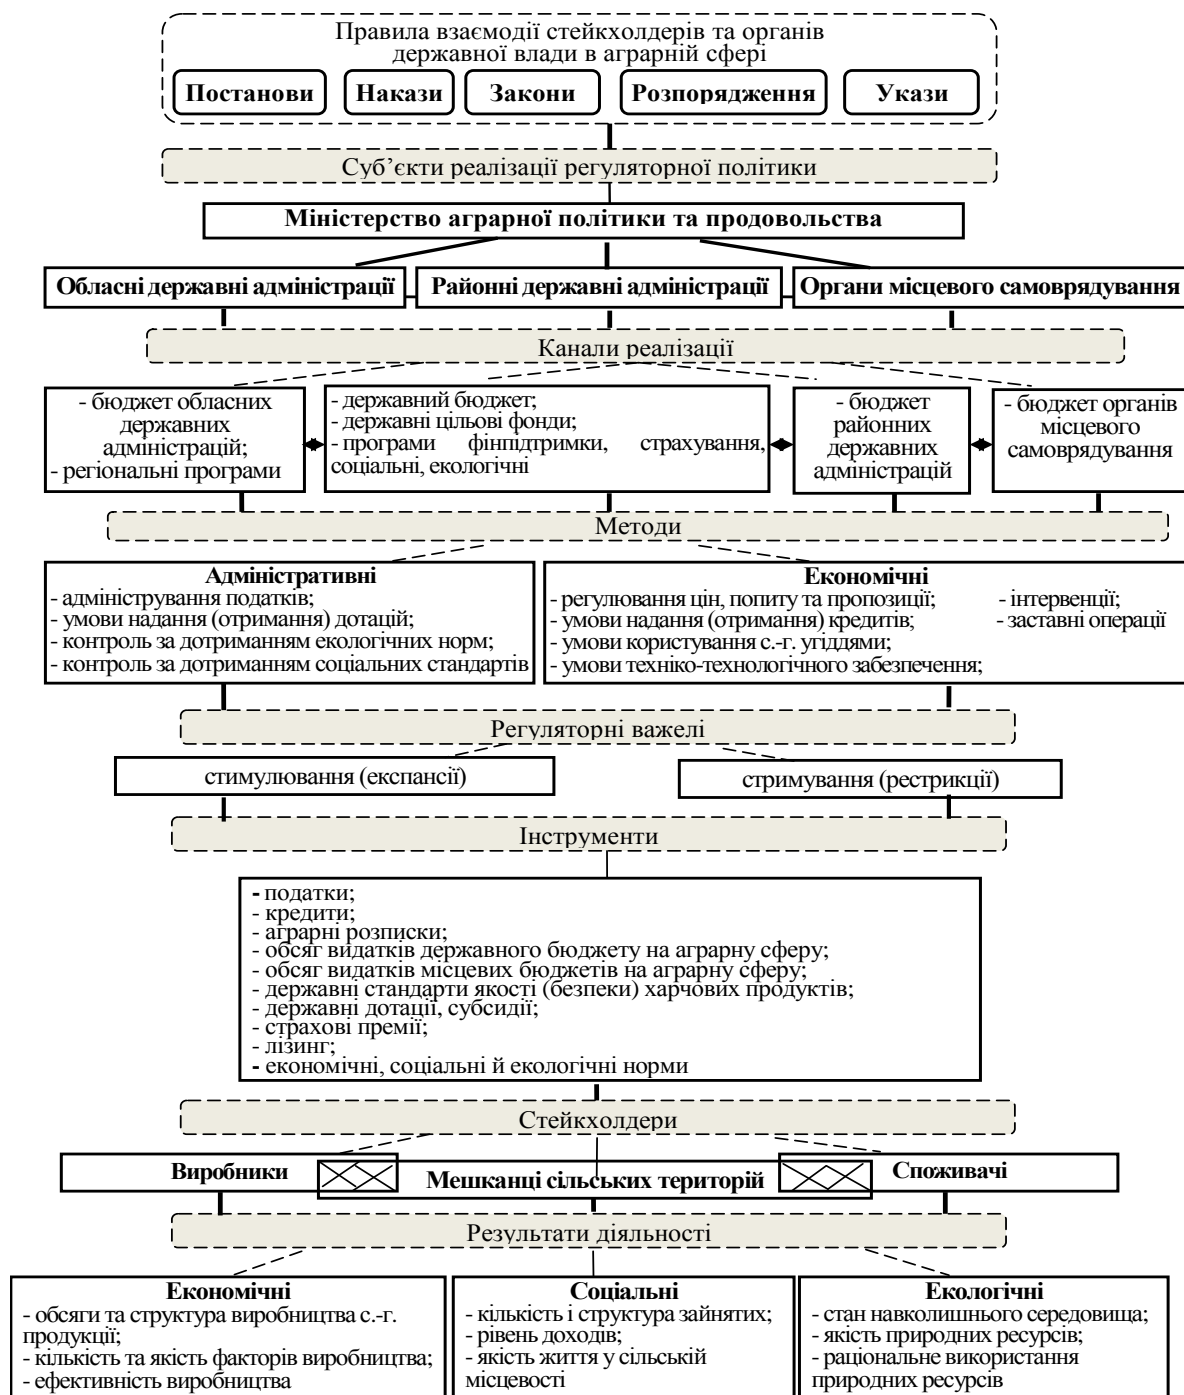 Правила взаємодії стейкхолдерів та органів
державної влади в аграрній сфері
Постанови
Накази
Закони
Розпорядження
Укази
Суб’єкти реалізації регуляторної політики
Міністерство аграрної політики та продовольства
Обласні державні адміністрації
Районні державні адміністрації
Органи місцевого самоврядування
Канали реалізації
- бюджет обласних
державних
адміністрацій;
- регіональні програми
- державний бюджет;
- державні цільові фонди;
- програми фінпідтримки, страхування,
соціальні, екологічні
- бюджет
районних
державних
адміністрацій
- бюджет органів
місцевого
самоврядування
Методи
Адміністративні
- адміністрування податків;
- умови надання (отримання) дотацій;
- контроль за дотриманням екологічних норм;
- контроль за дотриманням соціальних стандартів
Економічні
- регулювання цін, попиту та пропозиції; - інтервенції;
- умови надання (отримання) кредитів; - заставні операції
- умови користування с.-г. угіддями;
- умови техніко-технологічного забезпечення;
Регуляторні важелі
стимулювання (експансії)
стримування (рестрикції)
Інструменти
- податки;
- кредити;
- аграрні розписки;
- обсяг видатків державного бюджету на аграрну сферу;
- обсяг видатків місцевих бюджетів на аграрну сферу;
- державні стандарти якості (безпеки) харчових продуктів;
- державні дотації, субсидії;
- страхові премії;
- лізинг;
- економічні, соціальні й екологічні норми
Стейкхолдери
Виробники
Мешканці сільських територій
Споживачі
Результати діяльності
Економічні
- обсяги та структура виробництва с.-г.
продукції;
- кількість та якість факторів виробництва;
- ефективність виробництва
Соціальні
- кількість і структура зайнятих;
- рівень доходів;
- якість життя у сільській
місцевості
Екологічні
- стан навколишнього середовища;
- якість природних ресурсів;
- раціональне використання
природних ресурсів